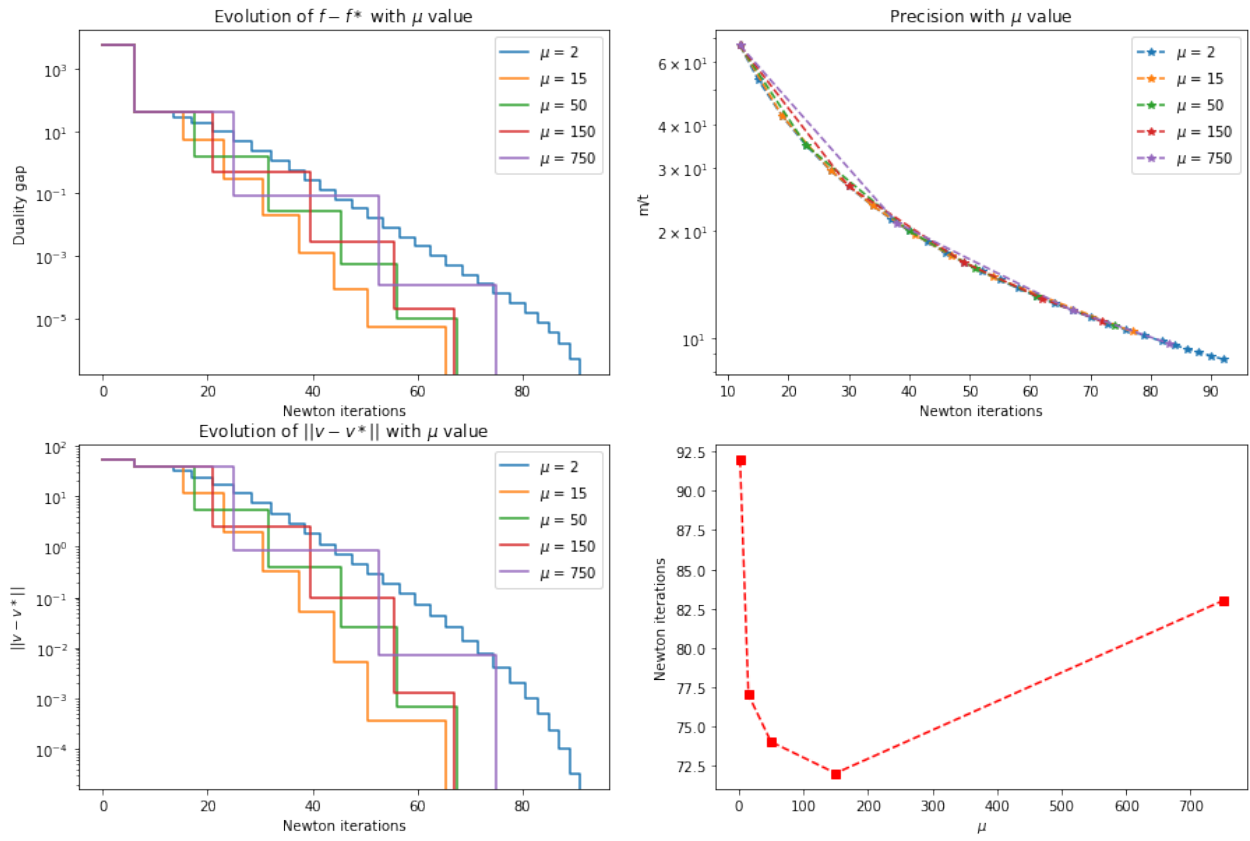 Evolution of f − f* with μ value
Duality gap
10³
10¹
10⁻¹
10⁻³
10⁻⁵
0 20 40 60 80
Newton iterations
μ = 2
μ = 15
μ = 50
μ = 150
μ = 750
Precision with μ value
m/t
6 × 10¹
4 × 10¹
3 × 10¹
2 × 10¹
10¹
10 20 30 40 50 60 70 80 90
Newton iterations
μ = 2
μ = 15
μ = 50
μ = 150
μ = 750
Evolution of ||v − v*|| with μ value
||v − v*||
10²
10¹
10⁰
10⁻¹
10⁻²
10⁻³
10⁻⁴
0 20 40 60 80
Newton iterations
μ = 2
μ = 15
μ = 50
μ = 150
μ = 750
Newton iterations
92.5
90.0
87.5
85.0
82.5
80.0
77.5
75.0
72.5
0 100 200 300 400 500 600 700
μ